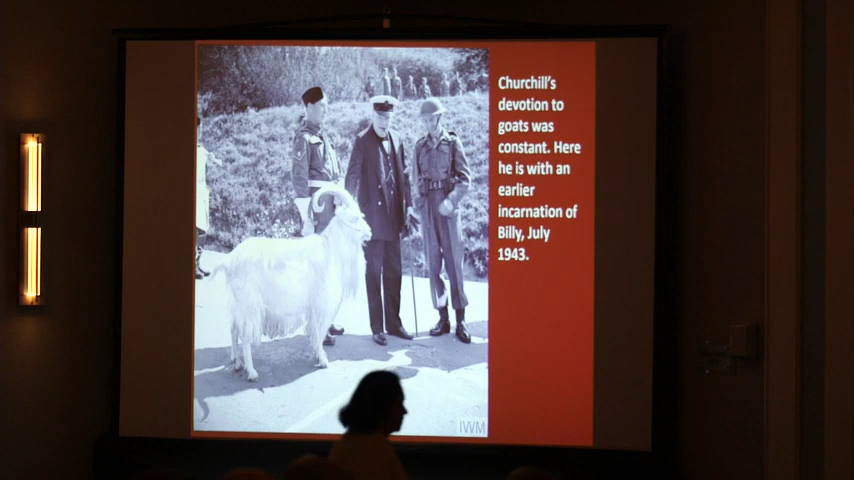 Churchill's
devotion to
goats was
constant. Here
he is with an
earlier
incarnation of
Billy, July
1943.
IWM